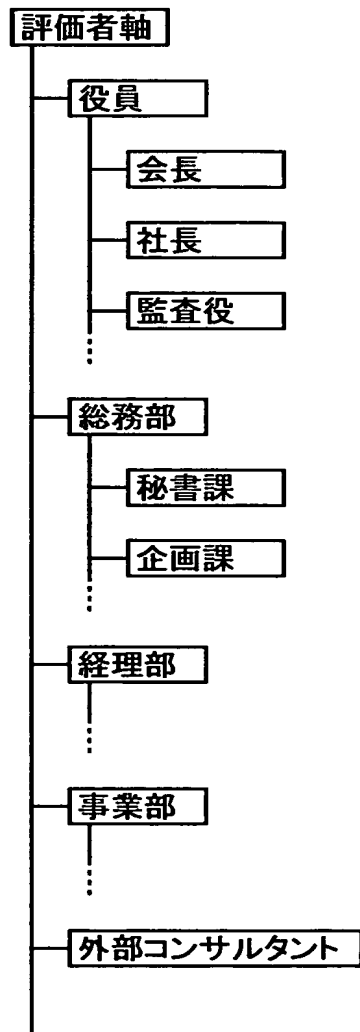 評価者軸
役員
会長
社長
監査役
総務部
秘書課
企画課
経理部
事業部
外部コンサルタント